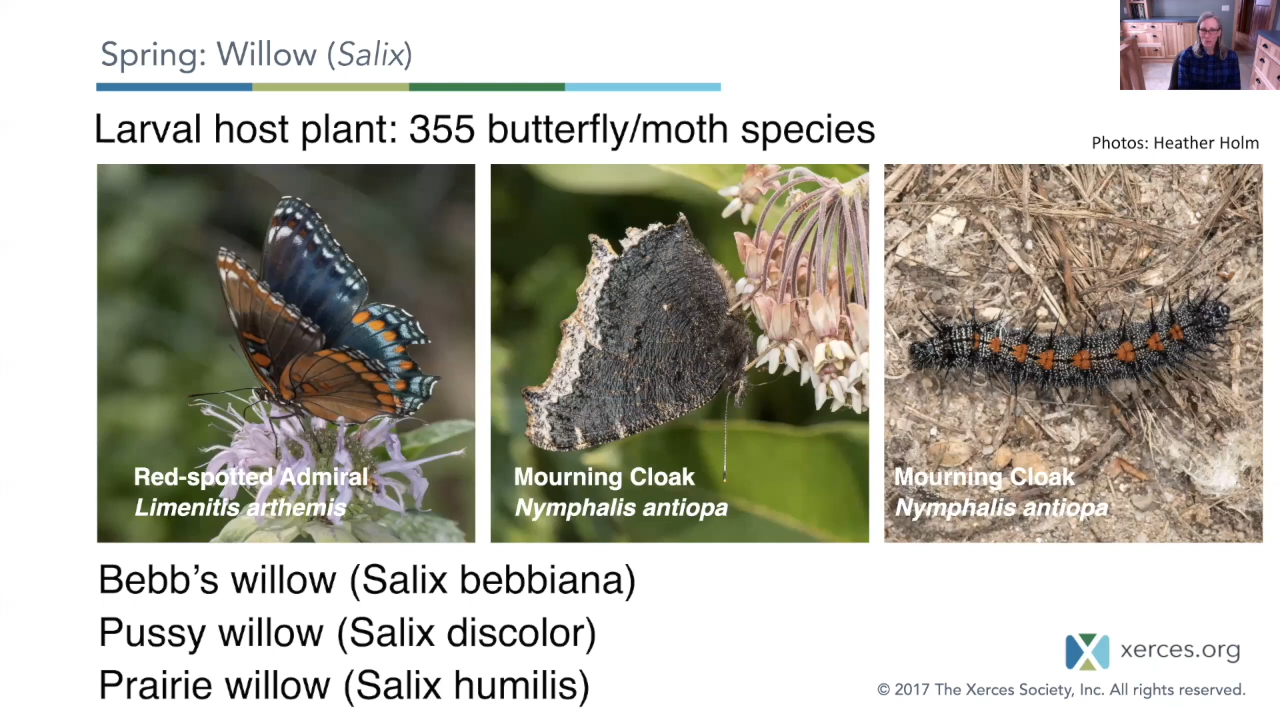 Spring: Willow (Salix)
Larval host plant: 355 butterfly/moth species
Photos: Heather Holm
Red-spotted Admiral
Limenitis arthemis
Mourning Cloak
Nymphalis antiopa
Mourning Cloak
Nymphalis antiopa
Bebb’s willow (Salix bebbiana)
Pussy willow (Salix discolor)
Prairie willow (Salix humilis)
xerces.org
© 2017 The Xerces Society, Inc. All rights reserved.